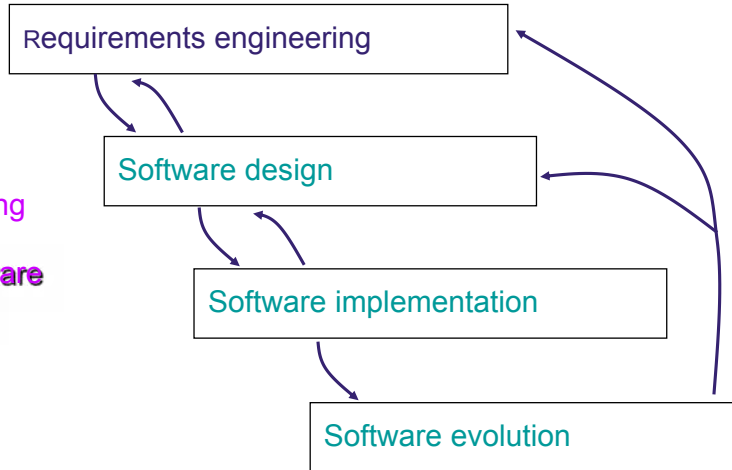 Requirements engineering
Software design
ng
are
Software implementation
Software evolution